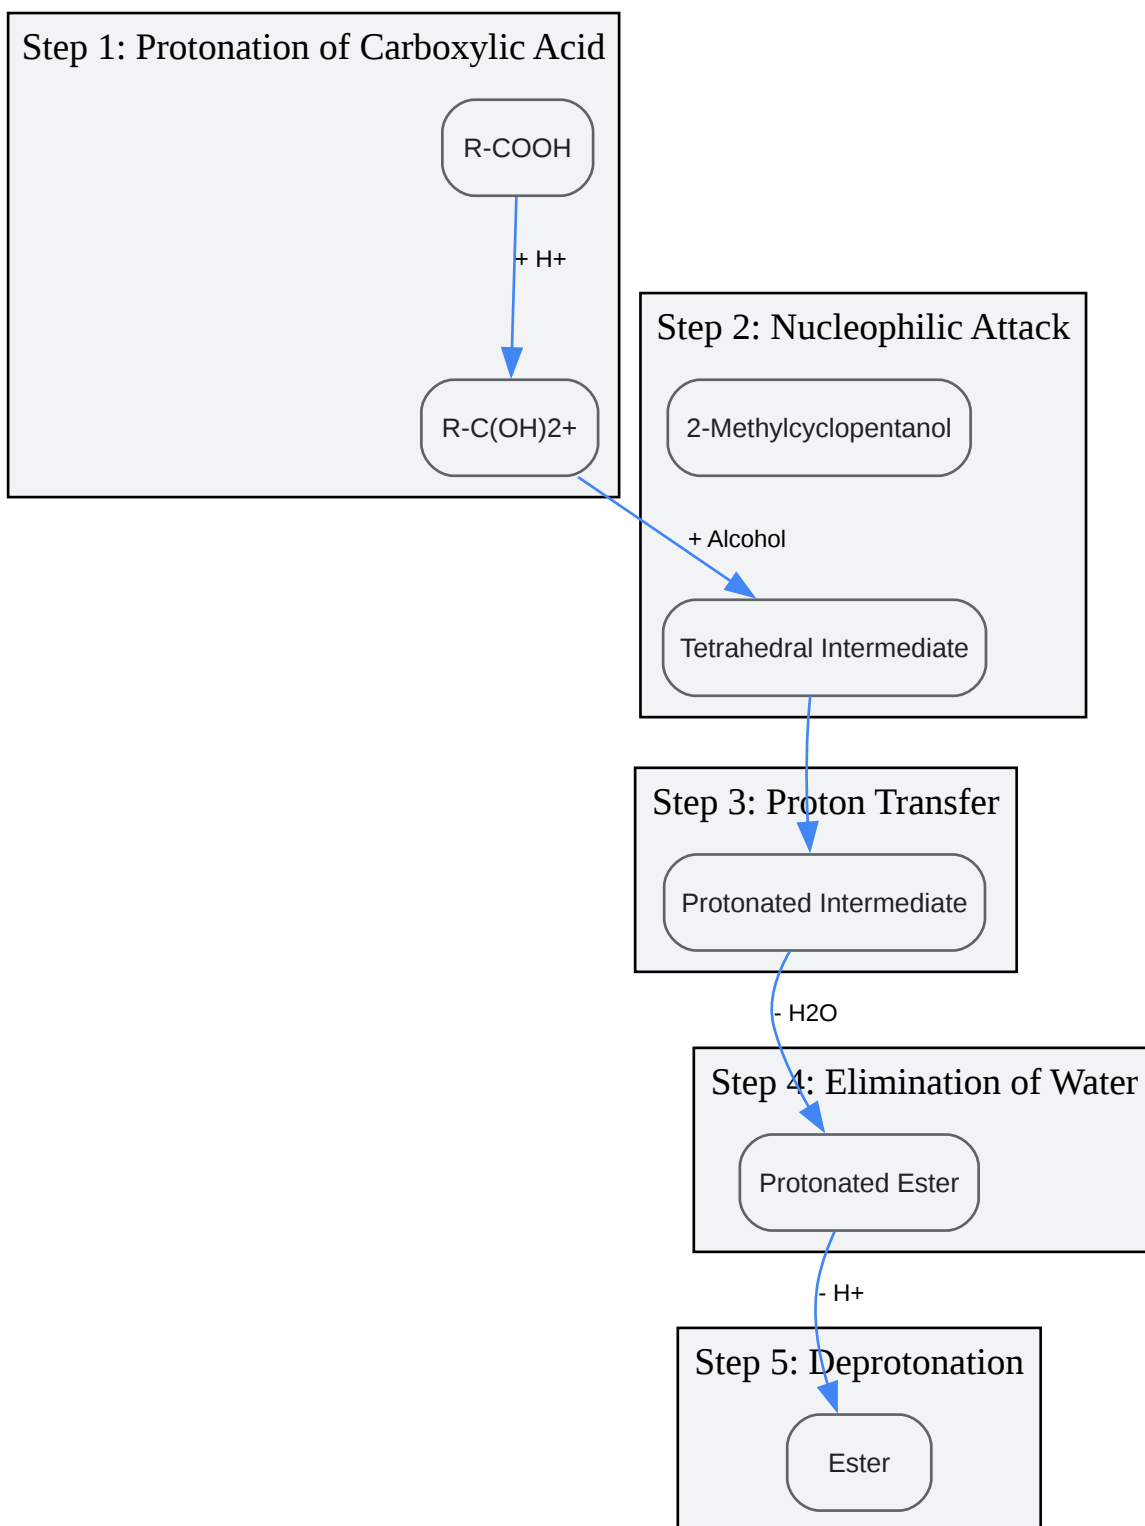 Step 1: Protonation of Carboxylic Acid
R-COOH
+ H+
R-C(OH)2+
Step 2: Nucleophilic Attack
2-Methylcyclopentanol
+ Alcohol
Tetrahedral Intermediate
Step 3: Proton Transfer
Protonated Intermediate
- H2O
Step 4: Elimination of Water
Protonated Ester
- H+
Step 5: Deprotonation
Ester